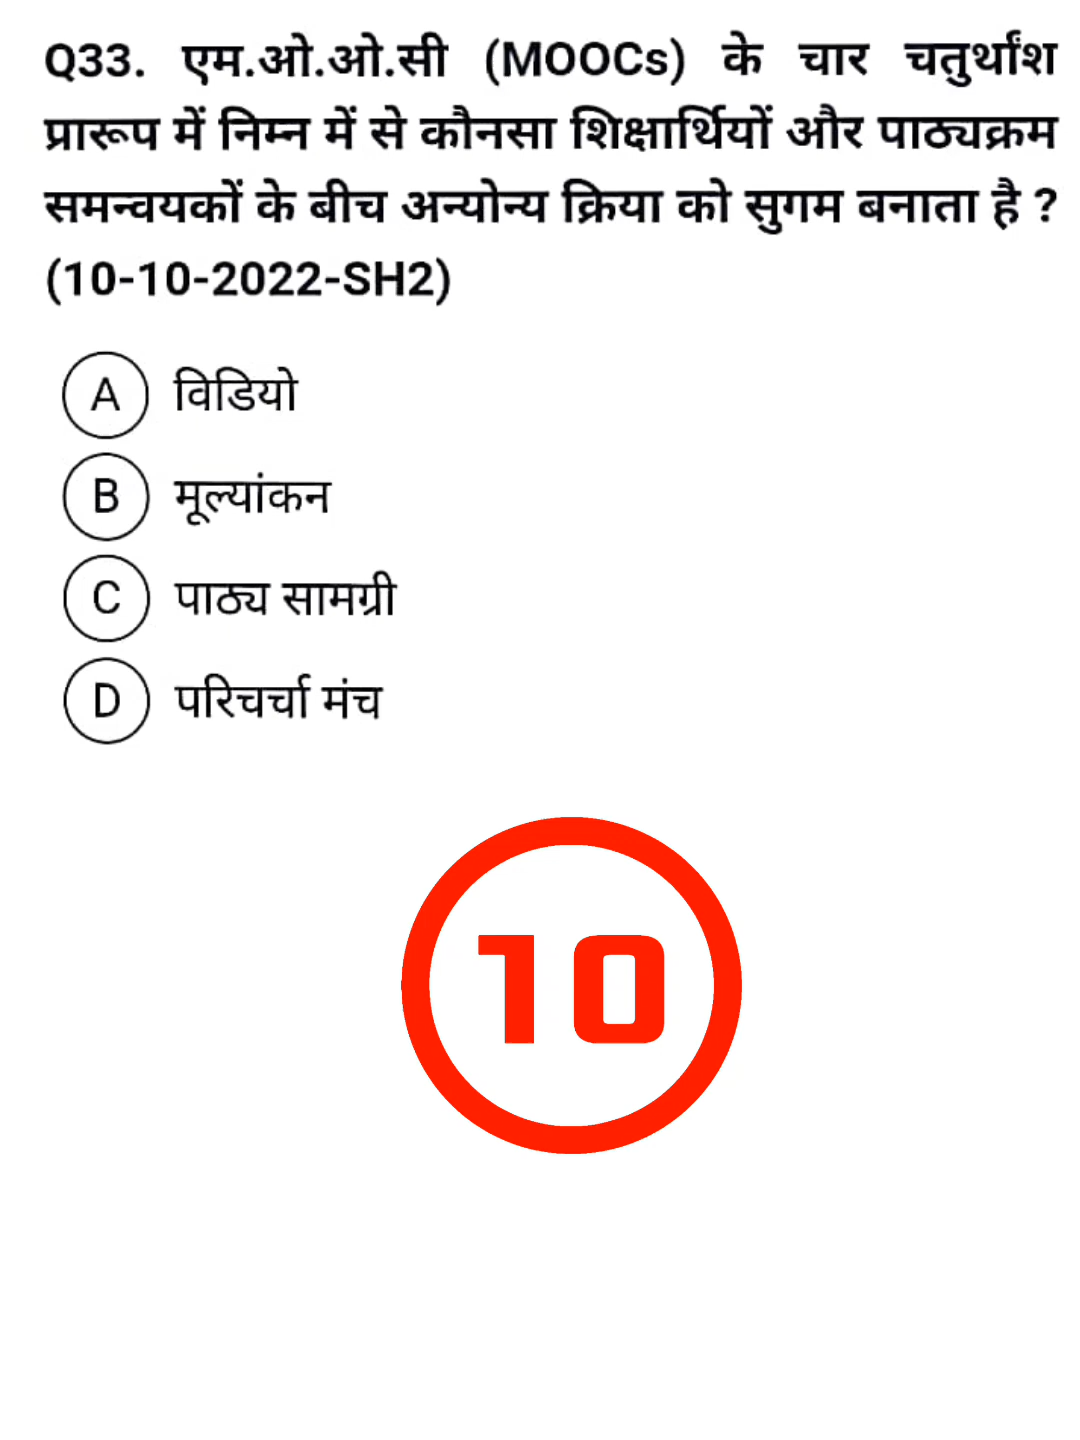 Q33. एम.ओ.ओ.सी (MOOCs) के चार चतुर्थांश
प्रारूप में निम्न में से कौनसा शिक्षार्थियों और पाठ्यक्रम
समन्वयकों के बीच अन्योन्य क्रिया को सुगम बनाता है ?
(10-10-2022-SH2)
A विडियो
B मूल्यांकन
C पाठ्य सामग्री
D परिचर्चा मंच
10